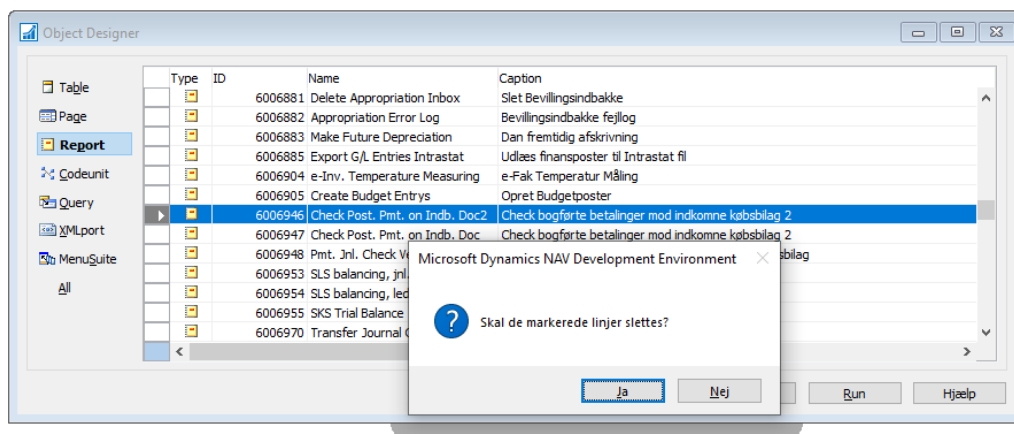 Object Designer
Type ID Name Caption
Table
Page
Report
Codeunit
Query
XMLport
MenuSuite
All
6006881 Delete Appropriation Inbox Slet Bevillingsindbakke
6006882 Appropriation Error Log Bevillingsindbakke fejllog
6006883 Make Future Depreciation Dan fremtidig afskrivning
6006885 Export G/L Entries Intrastat Udlæs finansposter til Intrastat fil
6006904 e-Inv. Temperature Measuring e-Fak Temperatur Måling
6006905 Create Budget Entrys Opret Budgetposter
6006946 Check Post. Pmt. on Indb. Doc2 Check bogførte betalinger mod indkomne købsbilag 2
6006947 Check Post. Pmt. on Indb. Doc Check bogførte betalinger mod indkomne købsbilag 2
6006948 Pmt. Jnl. Check
6006953 SLS balancing, jnl.
6006954 SLS balancing, led
6006955 SKS Trial Balance
6006970 Transfer Journal
Microsoft Dynamics NAV Development Environment
Skal de markerede linjer slettes?
Ja Nej
Run Hjælp